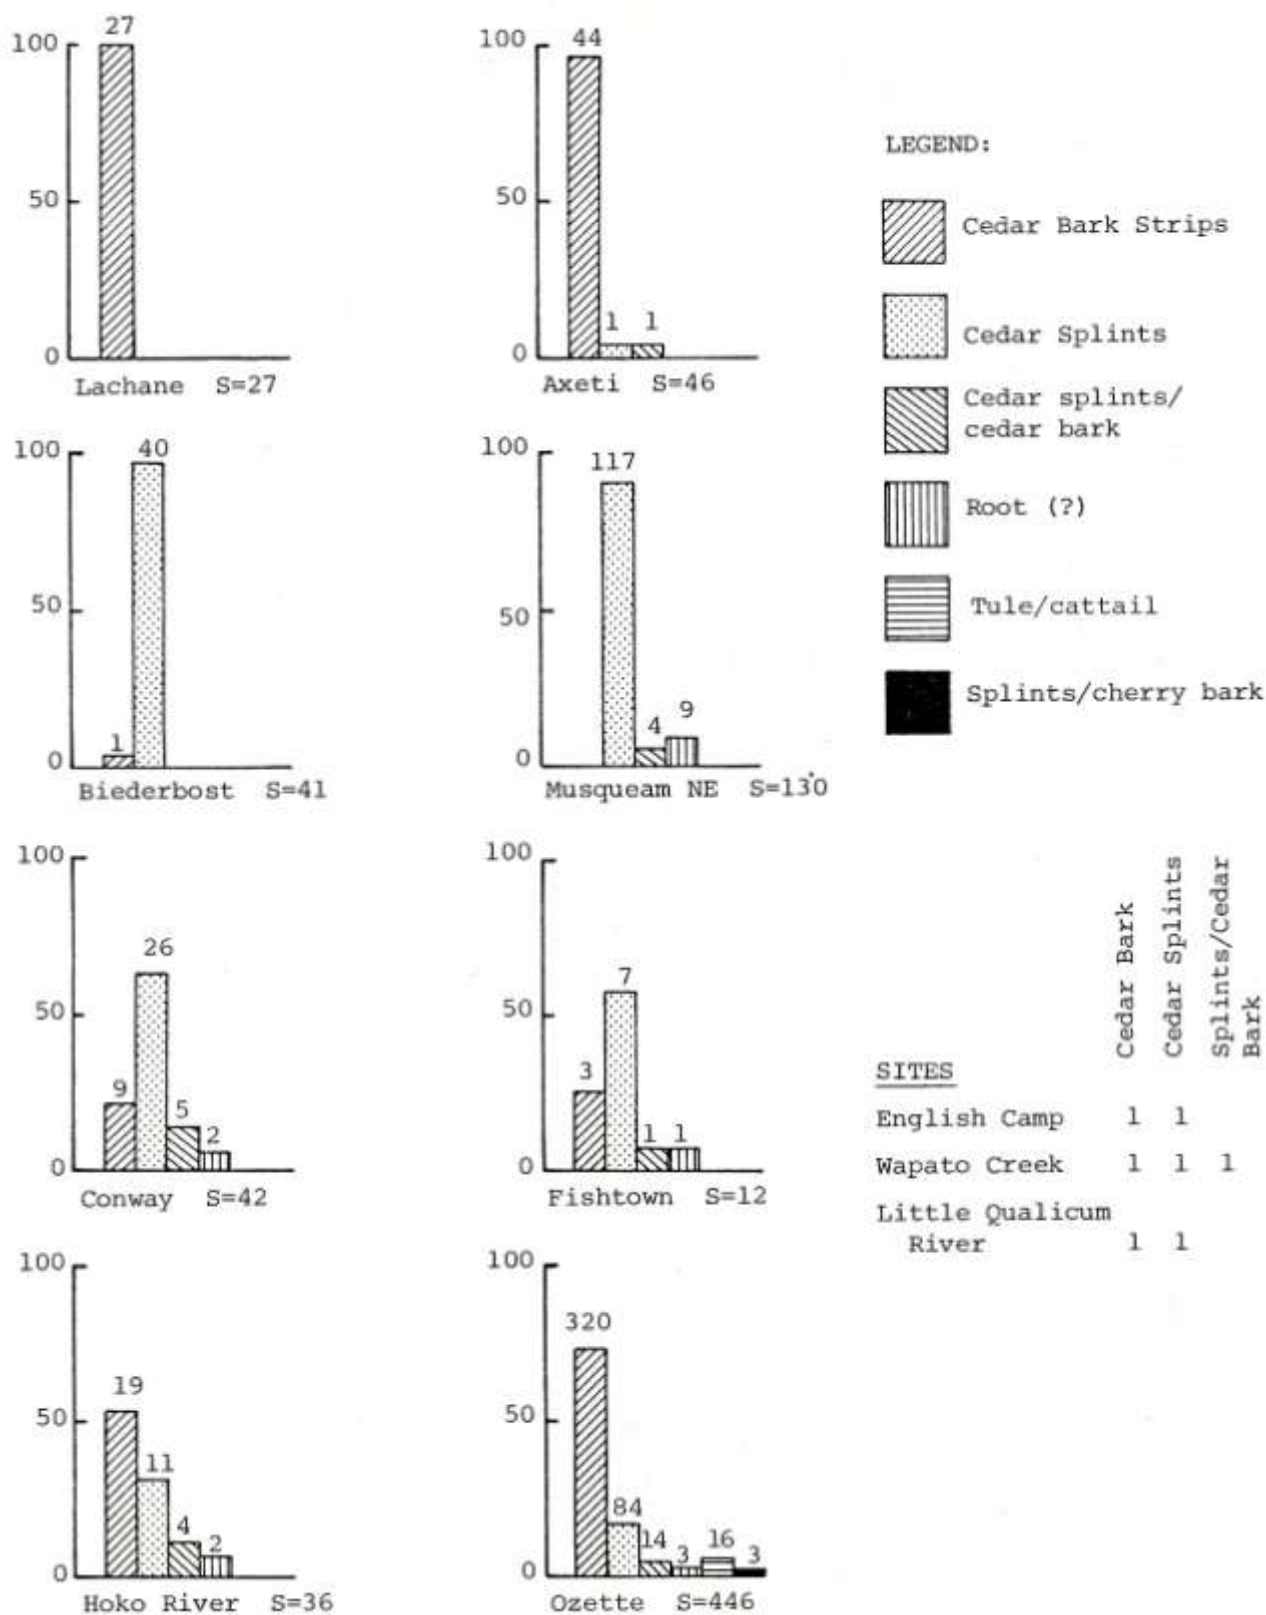 27
100
50
0
Lachane S=27
44
100
50
1 1
0
Axeti S=46
LEGEND:
Cedar Bark Strips
Cedar Splints
Cedar splints/
cedar bark
Root (?)
Tule/cattail
Splints/cherry bark
40
100
50
1
0
Biederbost S=41
117
100
50
4 9
0
Musqueam NE S=130
100
26
50
9 5 2
0
Conway S=42
100
7
50
3 1 1
0
Fishtown S=12
Cedar Bark
Cedar Splints
Splints/Cedar
Bark
SITES
English Camp 1 1
Wapato Creek 1 1 1
Little Qualicum
River 1 1
100
19
50
11
4 2
0
Hoko River S=36
100
320
50
84 14 3 16 3
0
Ozette S=446